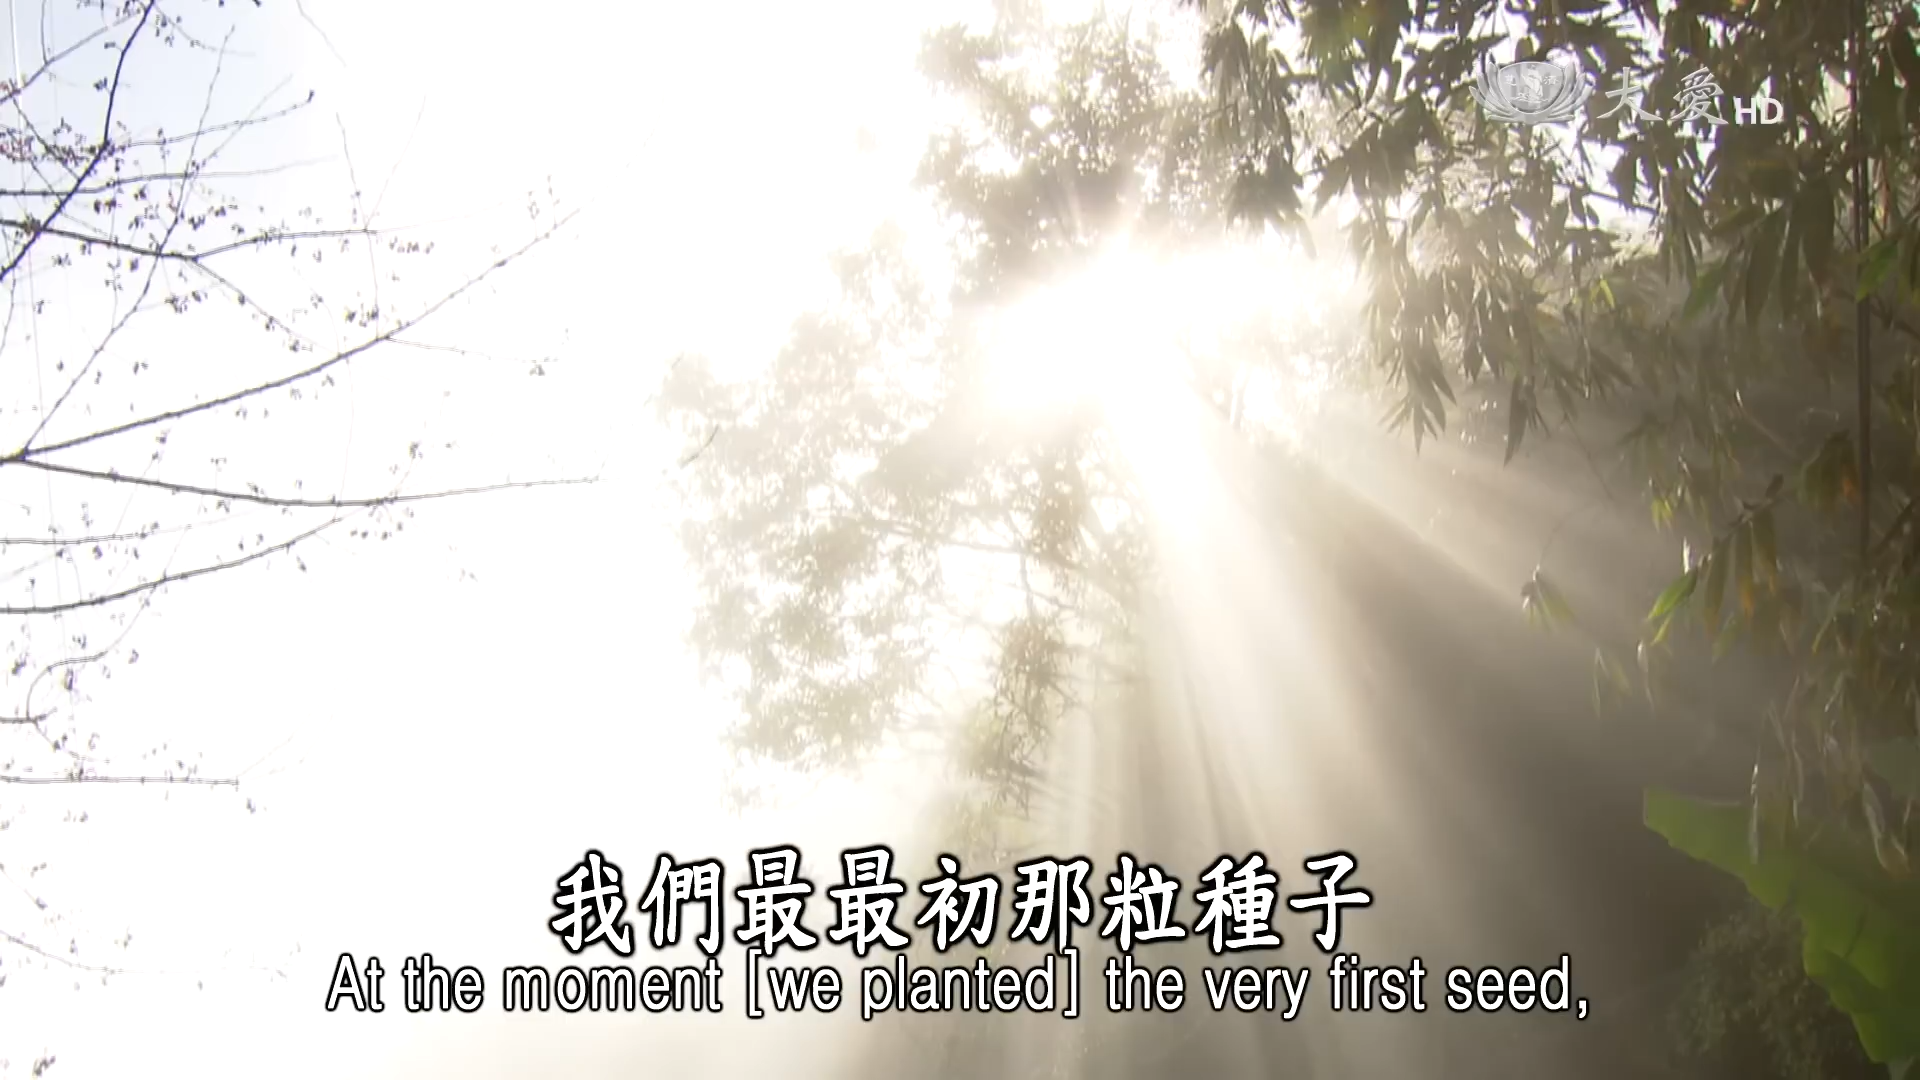 大愛HD
我們最最初那粒種子
At the moment [we planted] the very first seed,